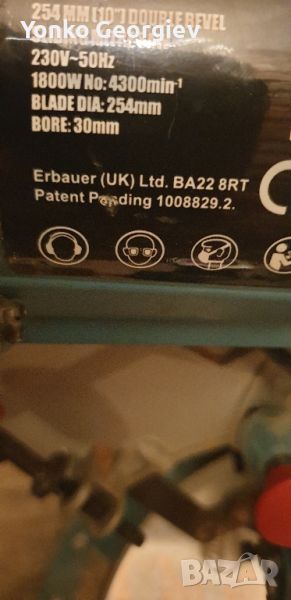 Yonko Georgiev
254 MM (10") DOUBLE BEVEL
230V~50Hz
1800W No: 4300min-1
BLADE DIA: 254mm
BORE: 30mm
Erbauer (UK) Ltd. BA22 8RT
Patent Pending 1008829.2.
BAZAR